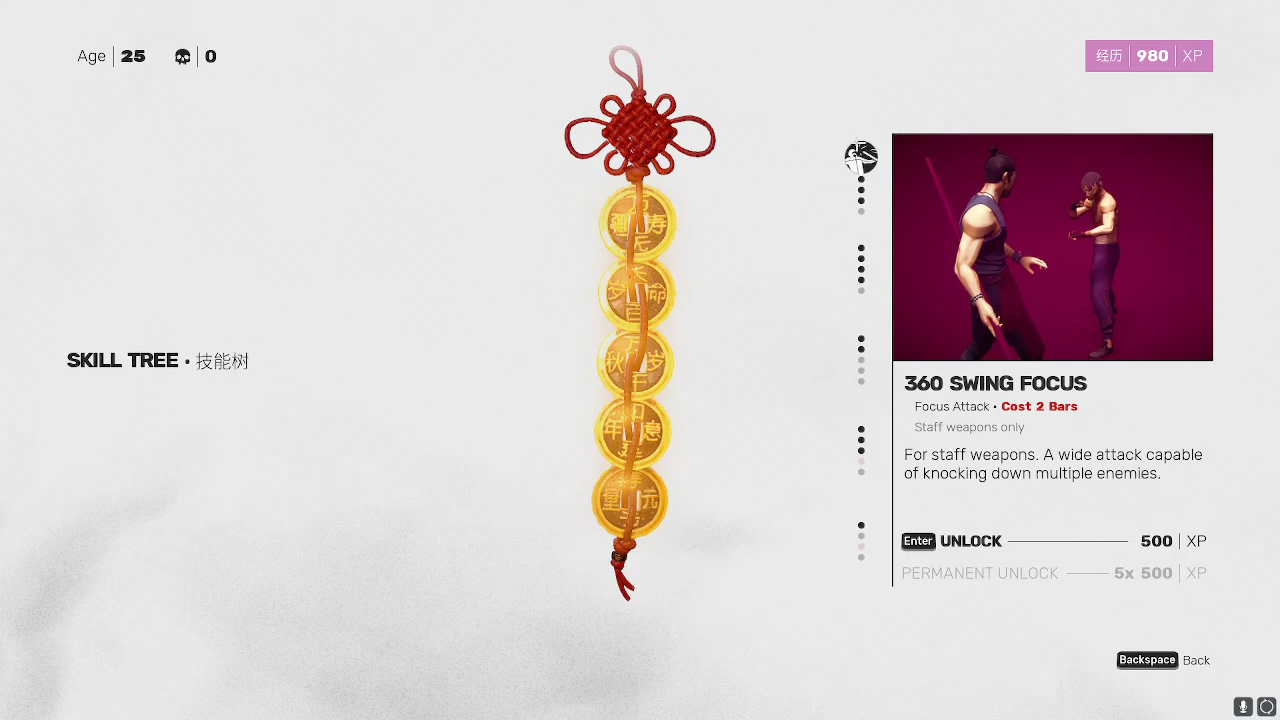 Age 25 0
经历 980 XP
SKILL TREE • 技能树
360 SWING FOCUS
Focus Attack • Cost 2 Bars
Staff weapons only
For staff weapons. A wide attack capable
of knocking down multiple enemies.
Enter UNLOCK 500 XP
PERMANENT UNLOCK 5x 500 XP
Backspace Back